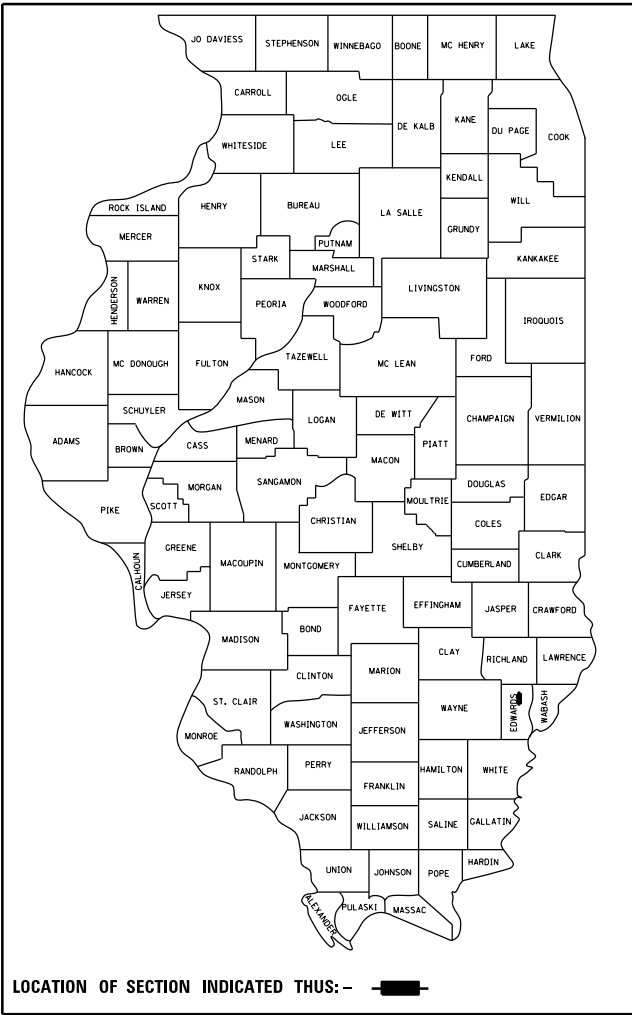 JO DAVIESS
STEPHENSON
WINNEBAGO
BOONE
MC HENRY
LAKE
CARROLL
OGLE
DE KALB
KANE
DU PAGE
COOK
WHITESIDE
LEE
KENDALL
WILL
ROCK ISLAND
HENRY
BUREAU
LA SALLE
GRUNDY
MERCER
PUTNAM
STARK
MARSHALL
KANKAKEE
HENDERSON
WARREN
KNOX
PEORIA
WOODFORD
LIVINGSTON
IROQUOIS
HANCOCK
MC DONOUGH
FULTON
TAZEWELL
MC LEAN
FORD
SCHUYLER
MASON
LOGAN
DE WITT
CHAMPAIGN
VERMILION
ADAMS
BROWN
CASS
MENARD
PIATT
MACON
PIKE
SCOTT
MORGAN
SANGAMON
MOULTRIE
DOUGLAS
EDGAR
CHRISTIAN
COLES
CALHOUN
GREENE
MACOUPIN
MONTGOMERY
SHELBY
CUMBERLAND
CLARK
JERSEY
FAYETTE
EFFINGHAM
JASPER
CRAWFORD
MADISON
BOND
CLAY
RICHLAND
LAWRENCE
CLINTON
MARION
ST. CLAIR
WAYNE
EDWARDS
WABASH
MONROE
WASHINGTON
JEFFERSON
RANDOLPH
PERRY
FRANKLIN
HAMILTON
WHITE
JACKSON
WILLIAMSON
SALINE
GALLATIN
UNION
JOHNSON
POPE
HARDIN
ALEXANDER
PULASKI
MASSAC
LOCATION OF SECTION INDICATED THUS: –